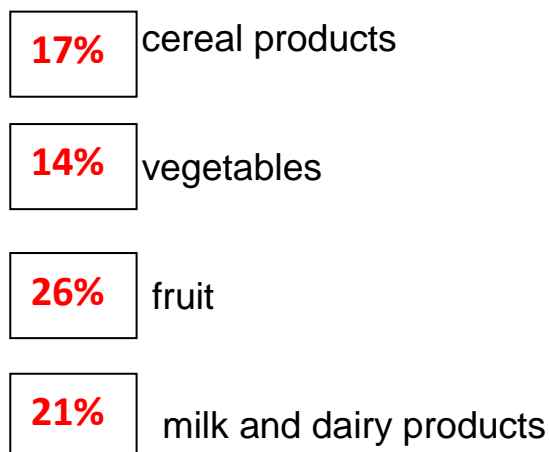 17% cereal products
14% vegetables
26% fruit
21% milk and dairy products